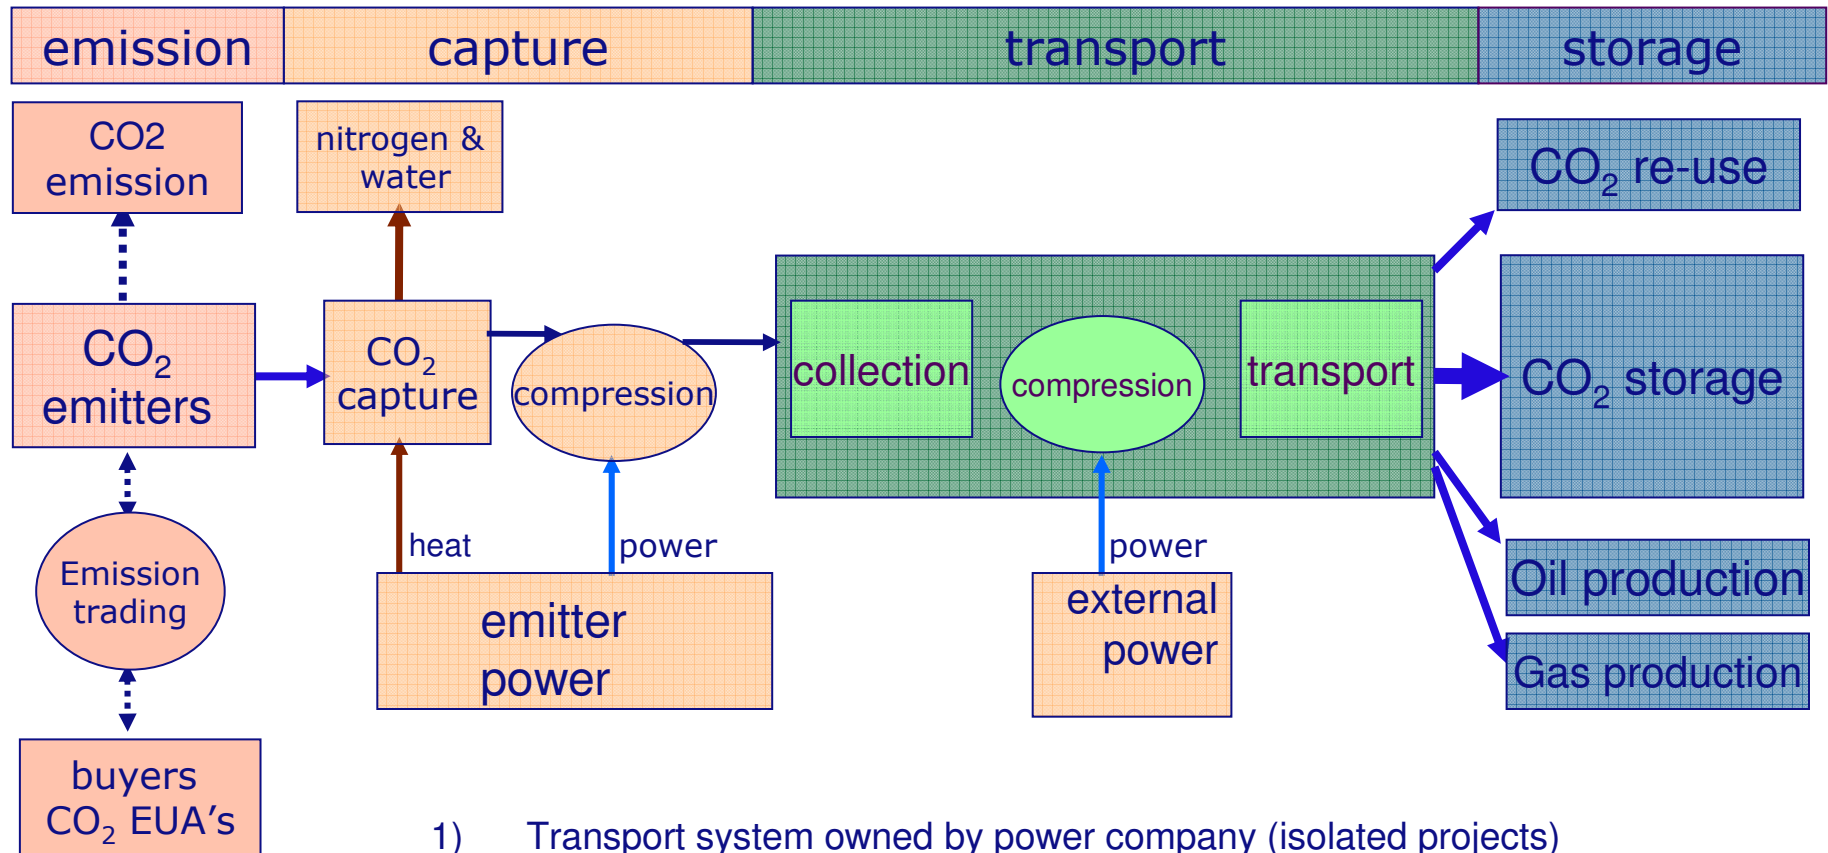 emission
capture
transport
storage
CO2
emission
nitrogen &
water
CO₂ re-use
CO₂
emitters
CO₂
capture
compression
collection
compression
transport
CO₂ storage
heat
power
power
Emission
trading
emitter
power
external
power
Oil production
Gas production
buyers
CO₂ EUA's
1) Transport system owned by power company (isolated projects)